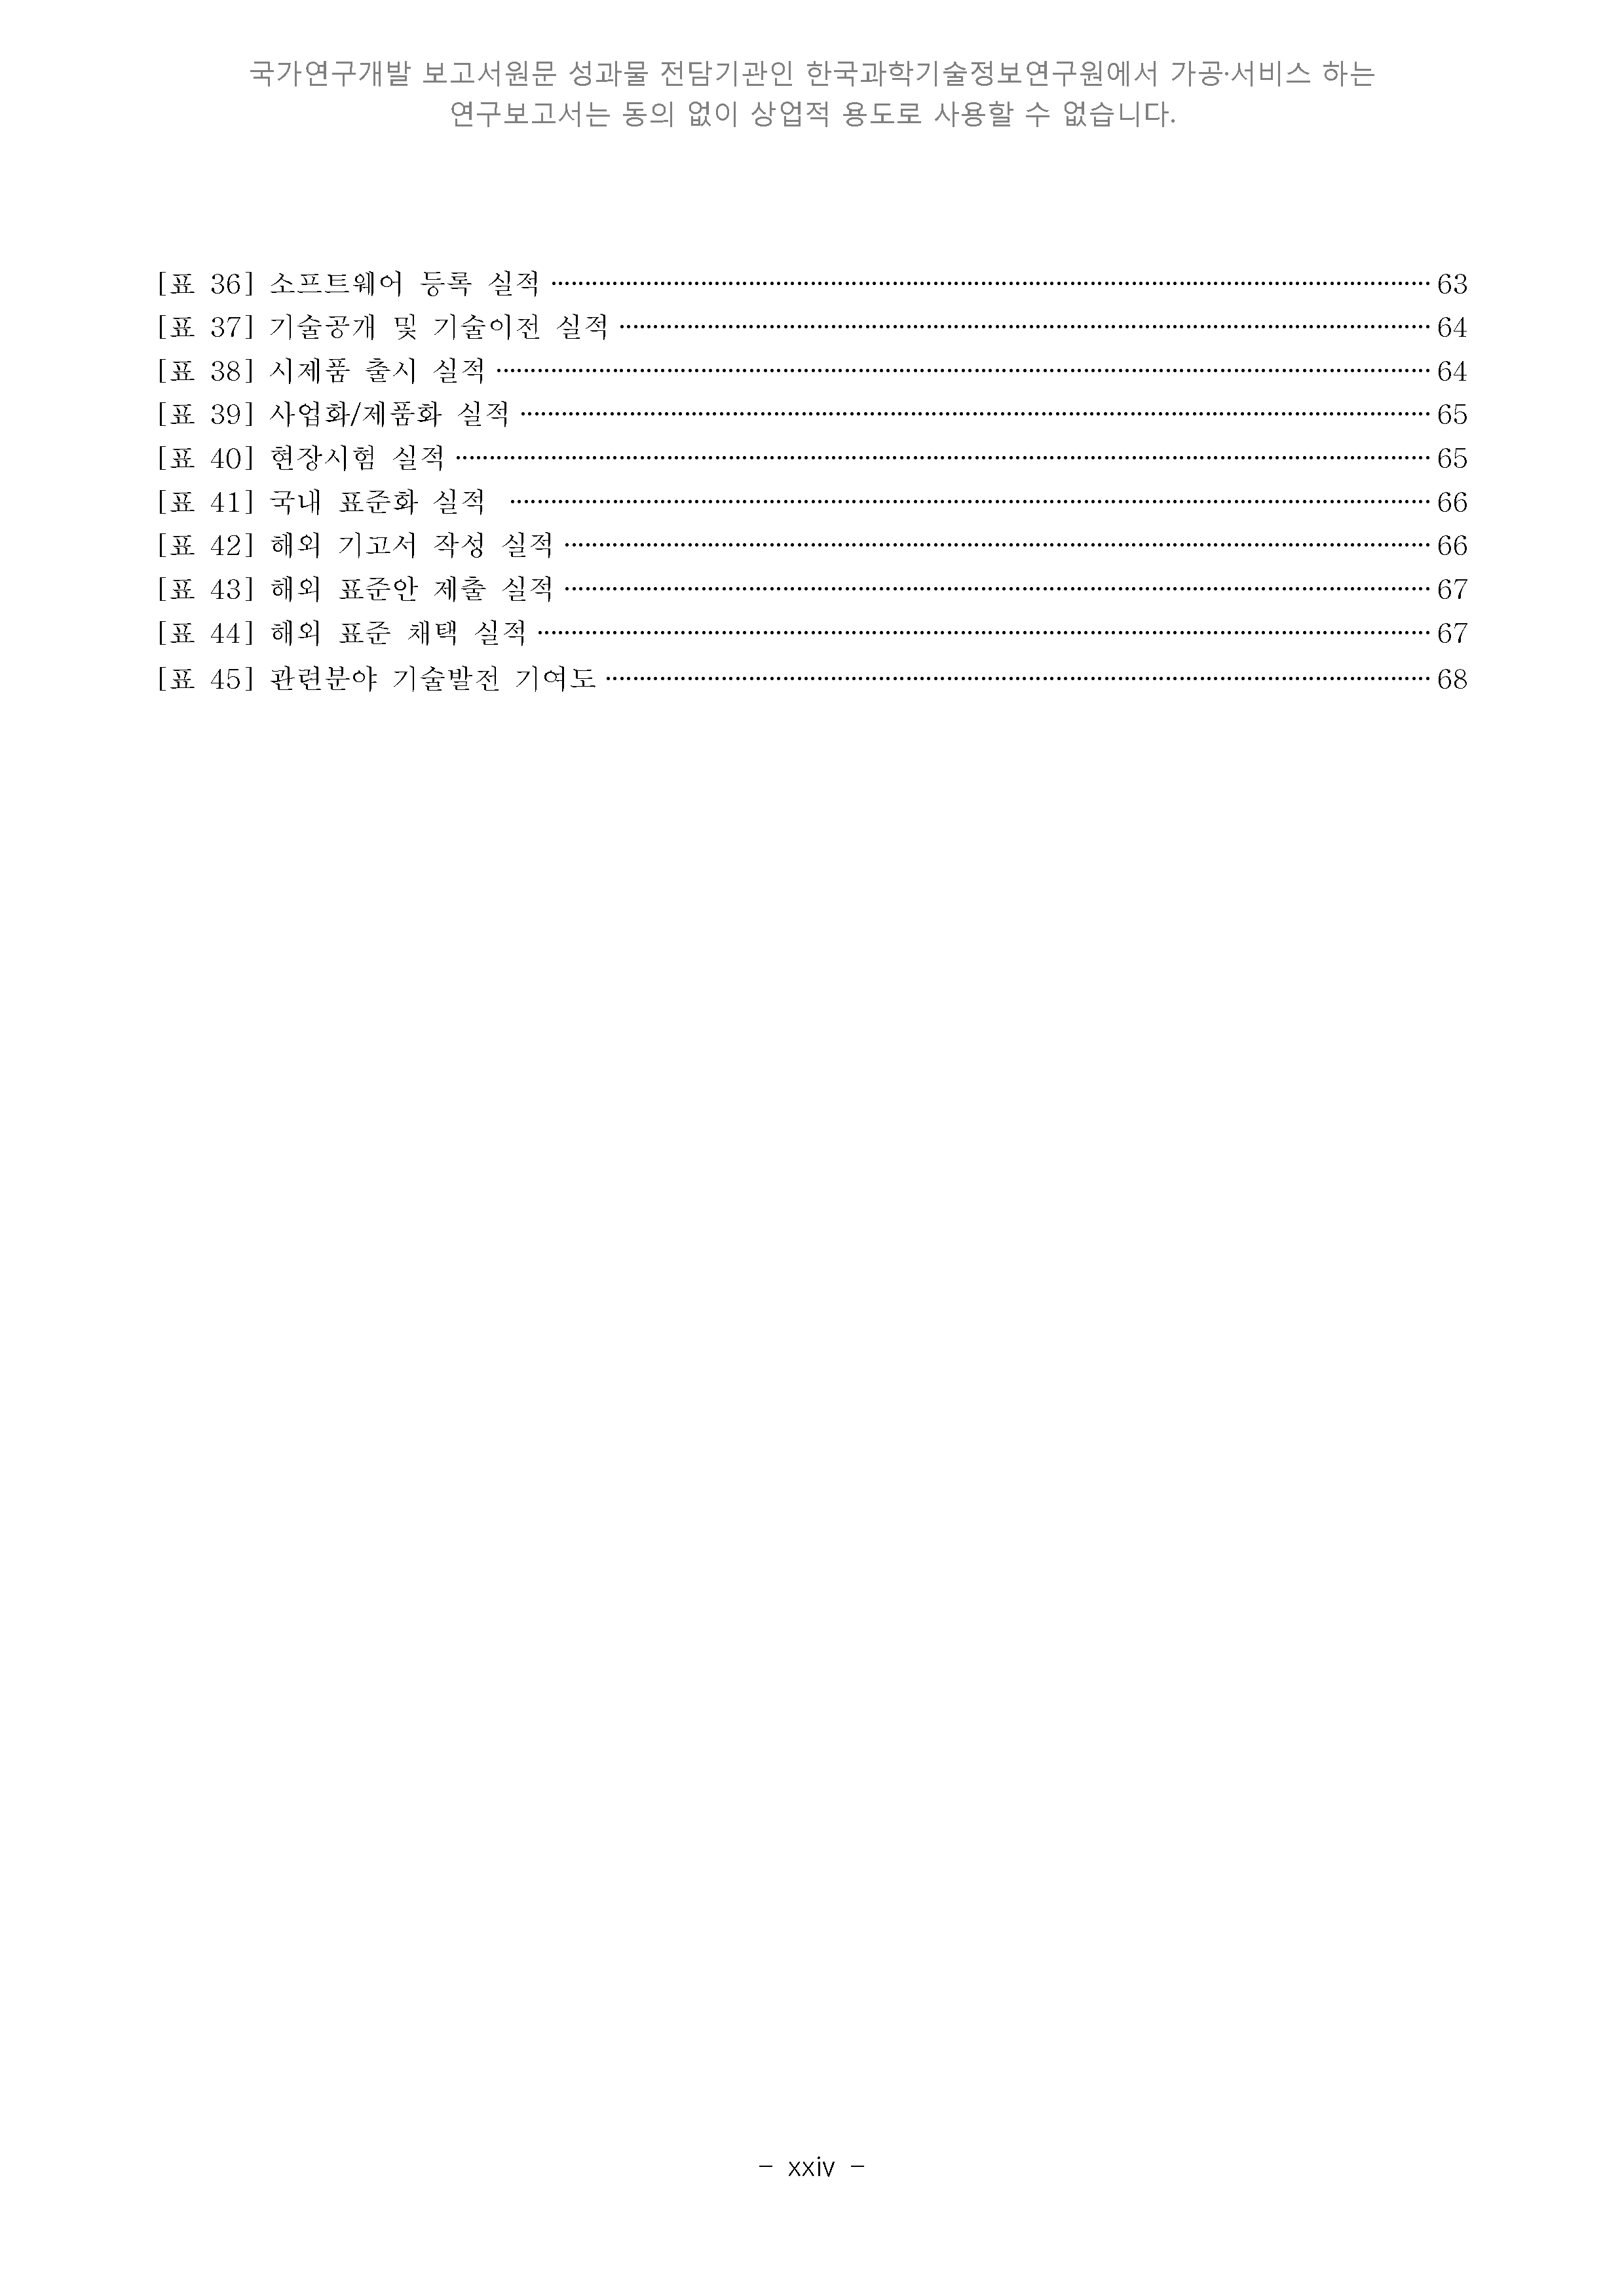 국가연구개발 보고서원문 성과물 전담기관인 한국과학기술정보연구원에서 가공·서비스 하는
연구보고서는 동의 없이 상업적 용도로 사용할 수 없습니다.
[표 36] 소프트웨어 등록 실적 ········ 63
[표 37] 기술공개 및 기술이전 실적 ········ 64
[표 38] 시제품 출시 실적 ········ 64
[표 39] 사업화/제품화 실적 ········ 65
[표 40] 현장시험 실적 ········ 65
[표 41] 국내 표준화 실적 ········ 66
[표 42] 해외 기고서 작성 실적 ········ 66
[표 43] 해외 표준안 제출 실적 ········ 67
[표 44] 해외 표준 채택 실적 ········ 67
[표 45] 관련분야 기술발전 기여도 ········ 68
- xxiv -